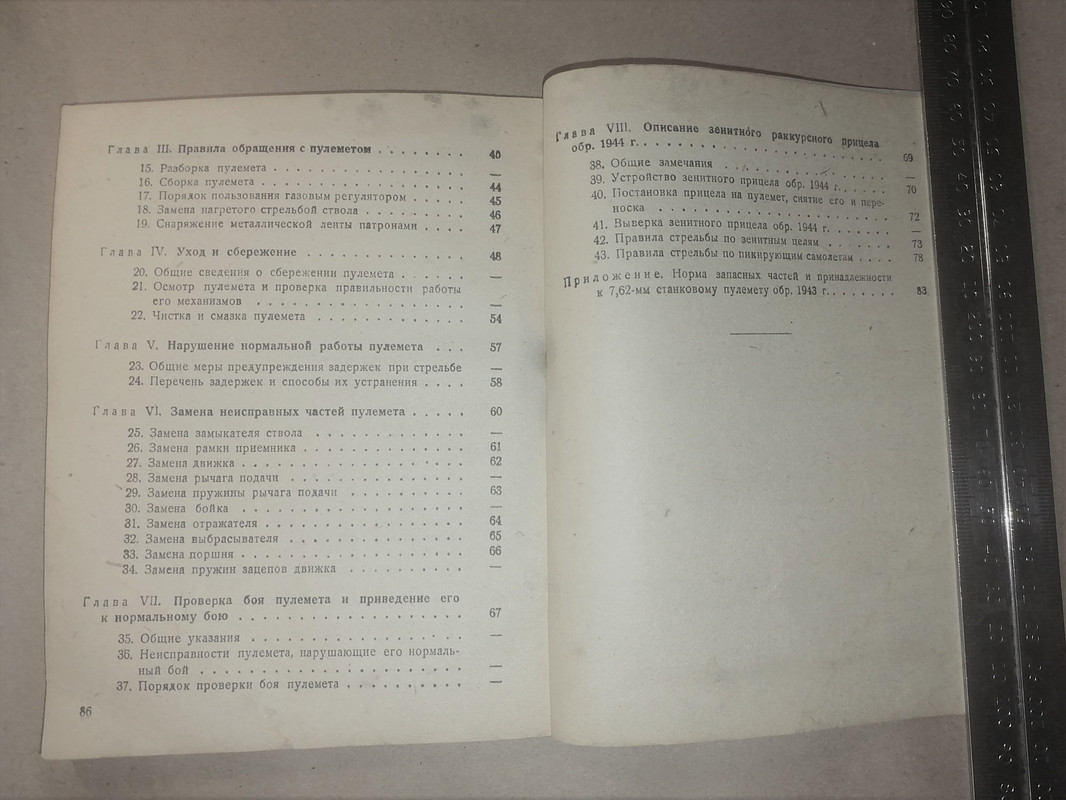 Глава III. Правила обращения с пулеметом . . . . . . . . 40
15. Разборка пулемета . . . . . . . . . . . . . . —
16. Сборка пулемета . . . . . . . . . . . . . . . 44
17. Порядок пользования газовым регулятором . . . . . 45
18. Замена нагретого стрельбой ствола . . . . . . . . 46
19. Снаряжение металлической ленты патронами . . . . 47
Глава IV. Уход и сбережение . . . . . . . . . . . . . 48
20. Общие сведения о сбережении пулемета . . . . . . —
21. Осмотр пулемета и проверка правильности работы
его механизмов . . . . . . . . . . . . . . . . —
22. Чистка и смазка пулемета . . . . . . . . . . . . . 54
Глава V. Нарушение нормальной работы пулемета . . . 57
23. Общие меры предупреждения задержек при стрельбе —
24. Перечень задержек и способы их устранения . . . . 58
Глава VI. Замена неисправных частей пулемета . . . . . 60
25. Замена замыкателя ствола . . . . . . . . . . . . —
26. Замена рамки приемника . . . . . . . . . . . . . 61
27. Замена движка . . . . . . . . . . . . . . . . . 62
28. Замена рычага подачи . . . . . . . . . . . . . . —
29. Замена пружины рычага подачи . . . . . . . . . . 63
30. Замена бойка . . . . . . . . . . . . . . . . . . —
31. Замена отражателя . . . . . . . . . . . . . . . . 64
32. Замена выбрасывателя . . . . . . . . . . . . . . 65
33. Замена поршня . . . . . . . . . . . . . . . . . 66
34. Замена пружин зацепов движка . . . . . . . . . . —
Глава VII. Проверка боя пулемета и приведение его
к нормальному бою . . . . . . . . . . . . . . . . . . 67
35. Общие указания . . . . . . . . . . . . . . . . . —
36. Неисправности пулемета, нарушающие его нормаль-
ный бой . . . . . . . . . . . . . . . . . . . . —
37. Порядок проверки боя пулемета . . . . . . . . . . —
86
Глава VIII. Описание зенитного раккурсного прицела
обр. 1944 г. . . . . . . . . . . . . . . . . . . . . 69
38. Общие замечания . . . . . . . . . . . . . . —
39. Устройство зенитного прицела обр. 1944 г. . . . . . 70
40. Постановка прицела на пулемет, снятие его и пере-
носка . . . . . . . . . . . . . . . . . . . . 72
41. Выверка зенитного прицела обр. 1944 г. . . . . . . —
42. Правила стрельбы по зенитным целям . . . . . . . 73
43. Правила стрельбы по пикирующим самолетам . . . . 78
Приложение. Норма запасных частей и принадлежности
к 7,62-мм станковому пулемету обр. 1943 г. . . . . . . . 83